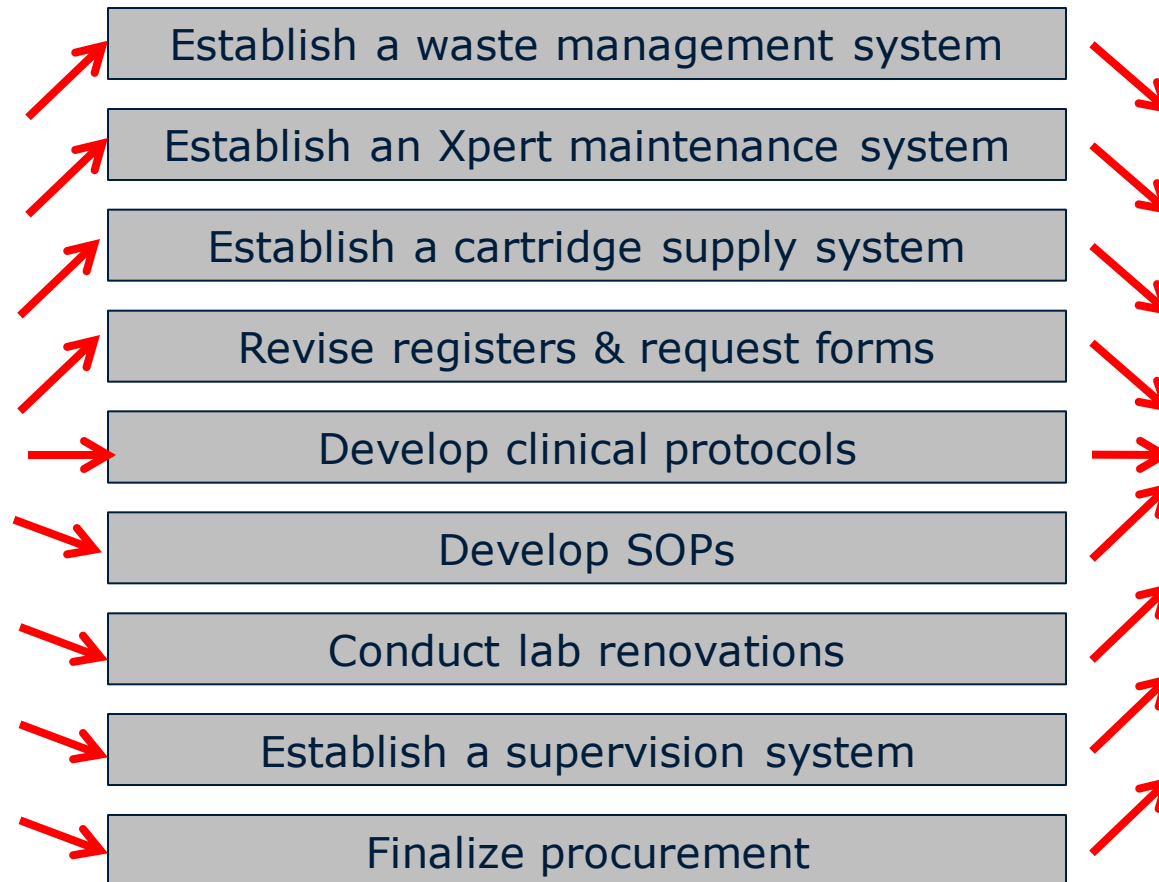 Establish a waste management system
Establish an Xpert maintenance system
Establish a cartridge supply system
Revise registers & request forms
Develop clinical protocols
Develop SOPs
Conduct lab renovations
Establish a supervision system
Finalize procurement